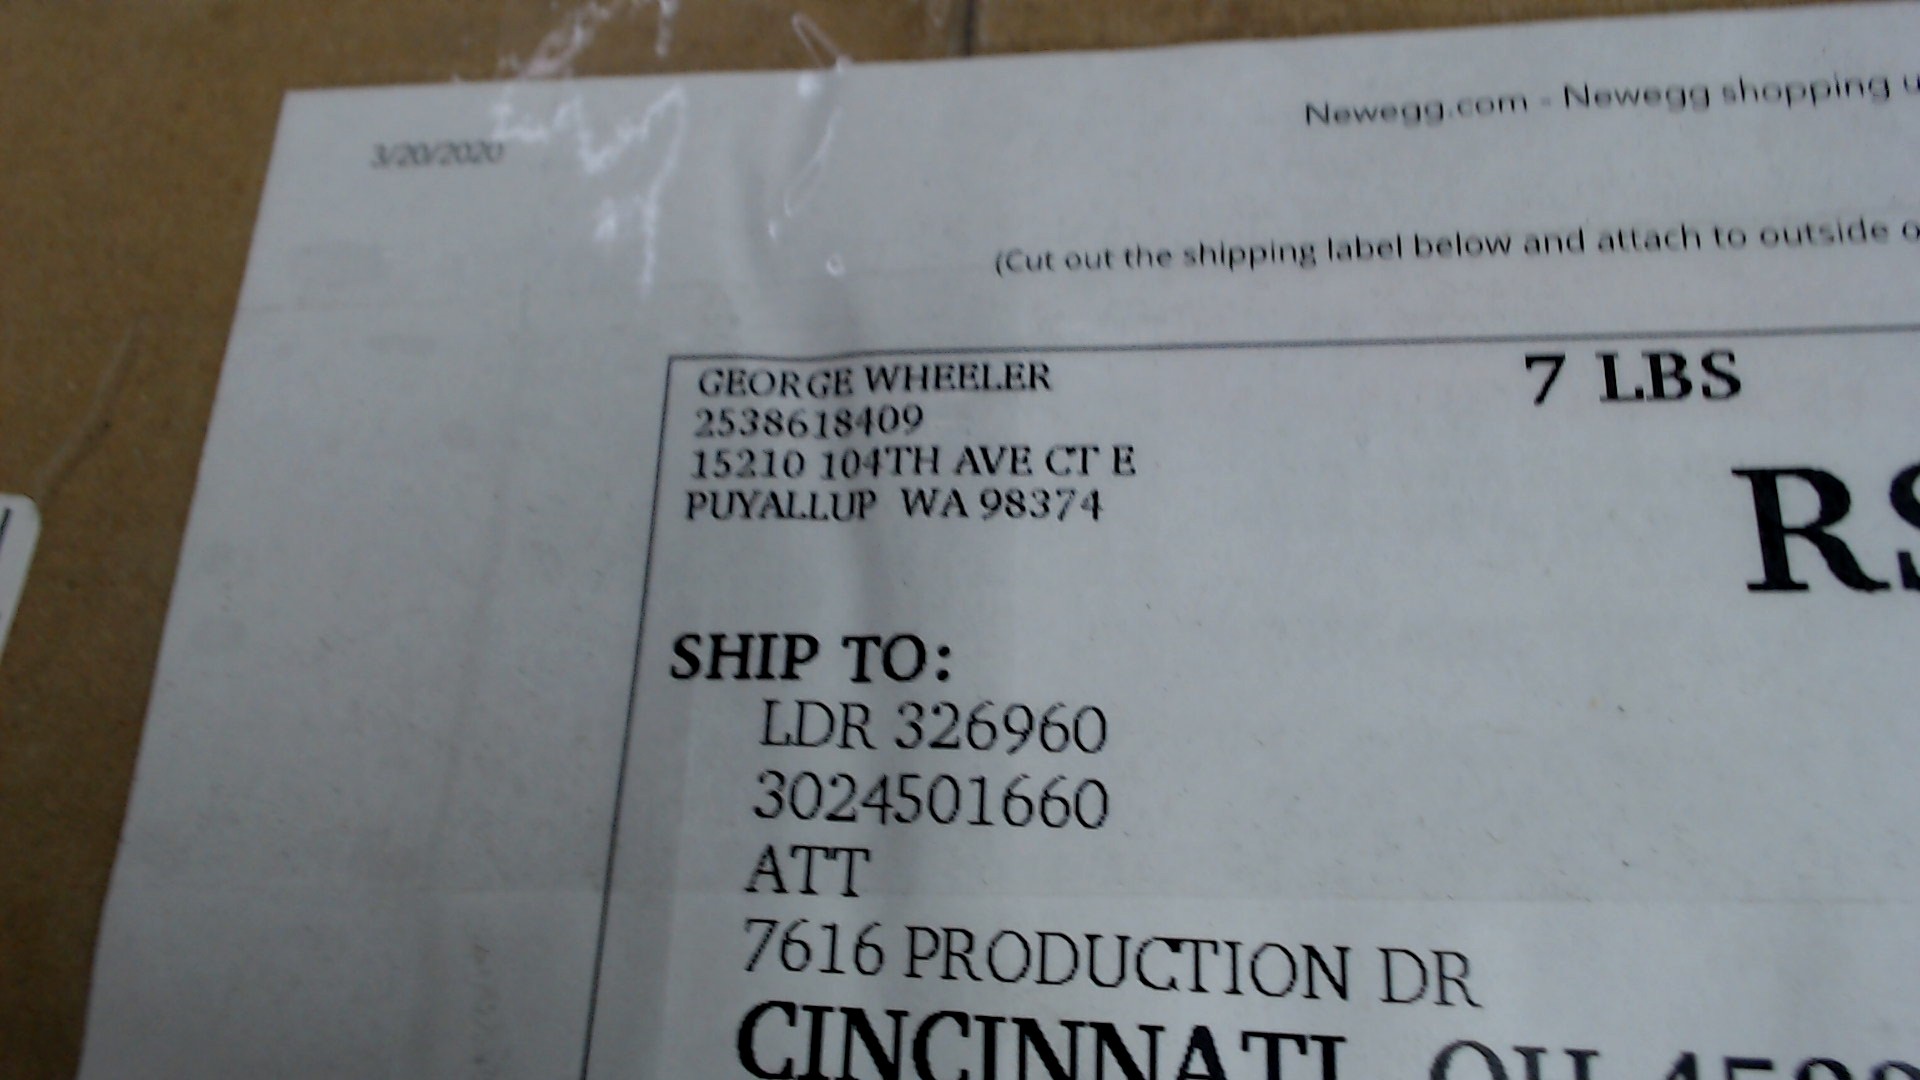 3/20/2020
Newegg.com - Newegg shopping
(Cut out the shipping label below and attach to outside
GEORGE WHEELER
7 LBS
2538618409
15210 104TH AVE CT E
PUYALLUP WA 98374
SHIP TO:
LDR 326960
3024501660
ATT
7616 PRODUCTION DR
CINCINNATI OH